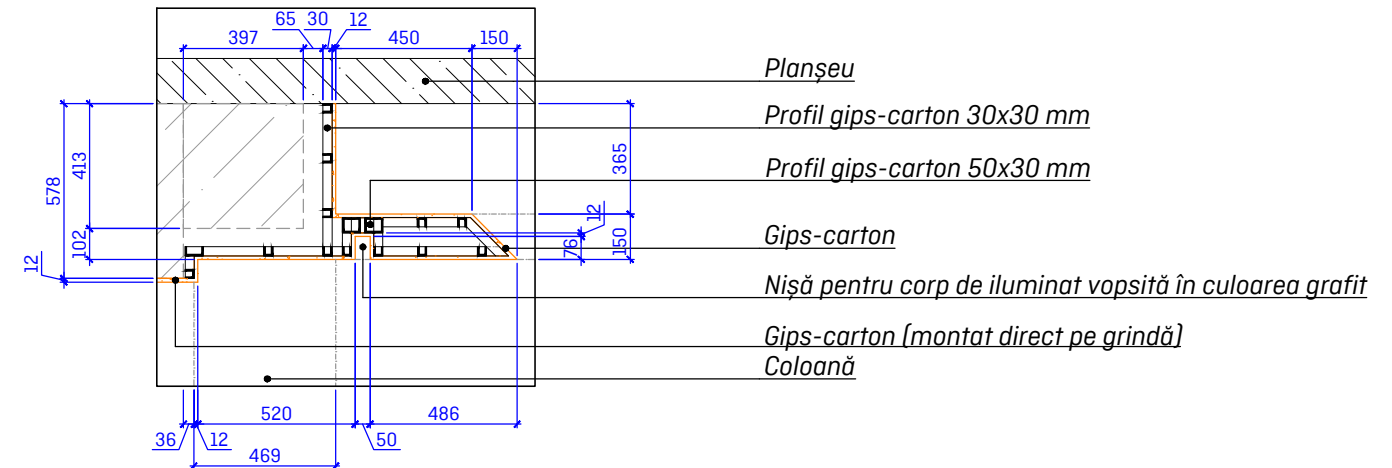 65 30 12
397 450 150
Planșeu
Profil gips-carton 30x30 mm
413
578
365
Profil gips-carton 50x30 mm
12
102
76
150
12
Gips-carton
Nișă pentru corp de iluminat vopsită în culoarea grafit
Gips-carton (montat direct pe grindă)
Coloană
520 486
36 12 50
469